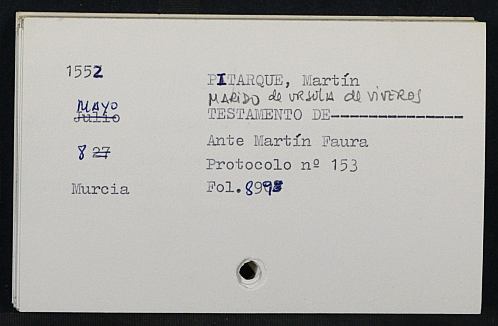 1552
PITARQUE, Martín
MARIDO de URSULA de VIVEROS
MAYO
Julio
TESTAMENTO DE--------------
8 27
Ante Martín Faura
Protocolo nº 153
Murcia
Fol.